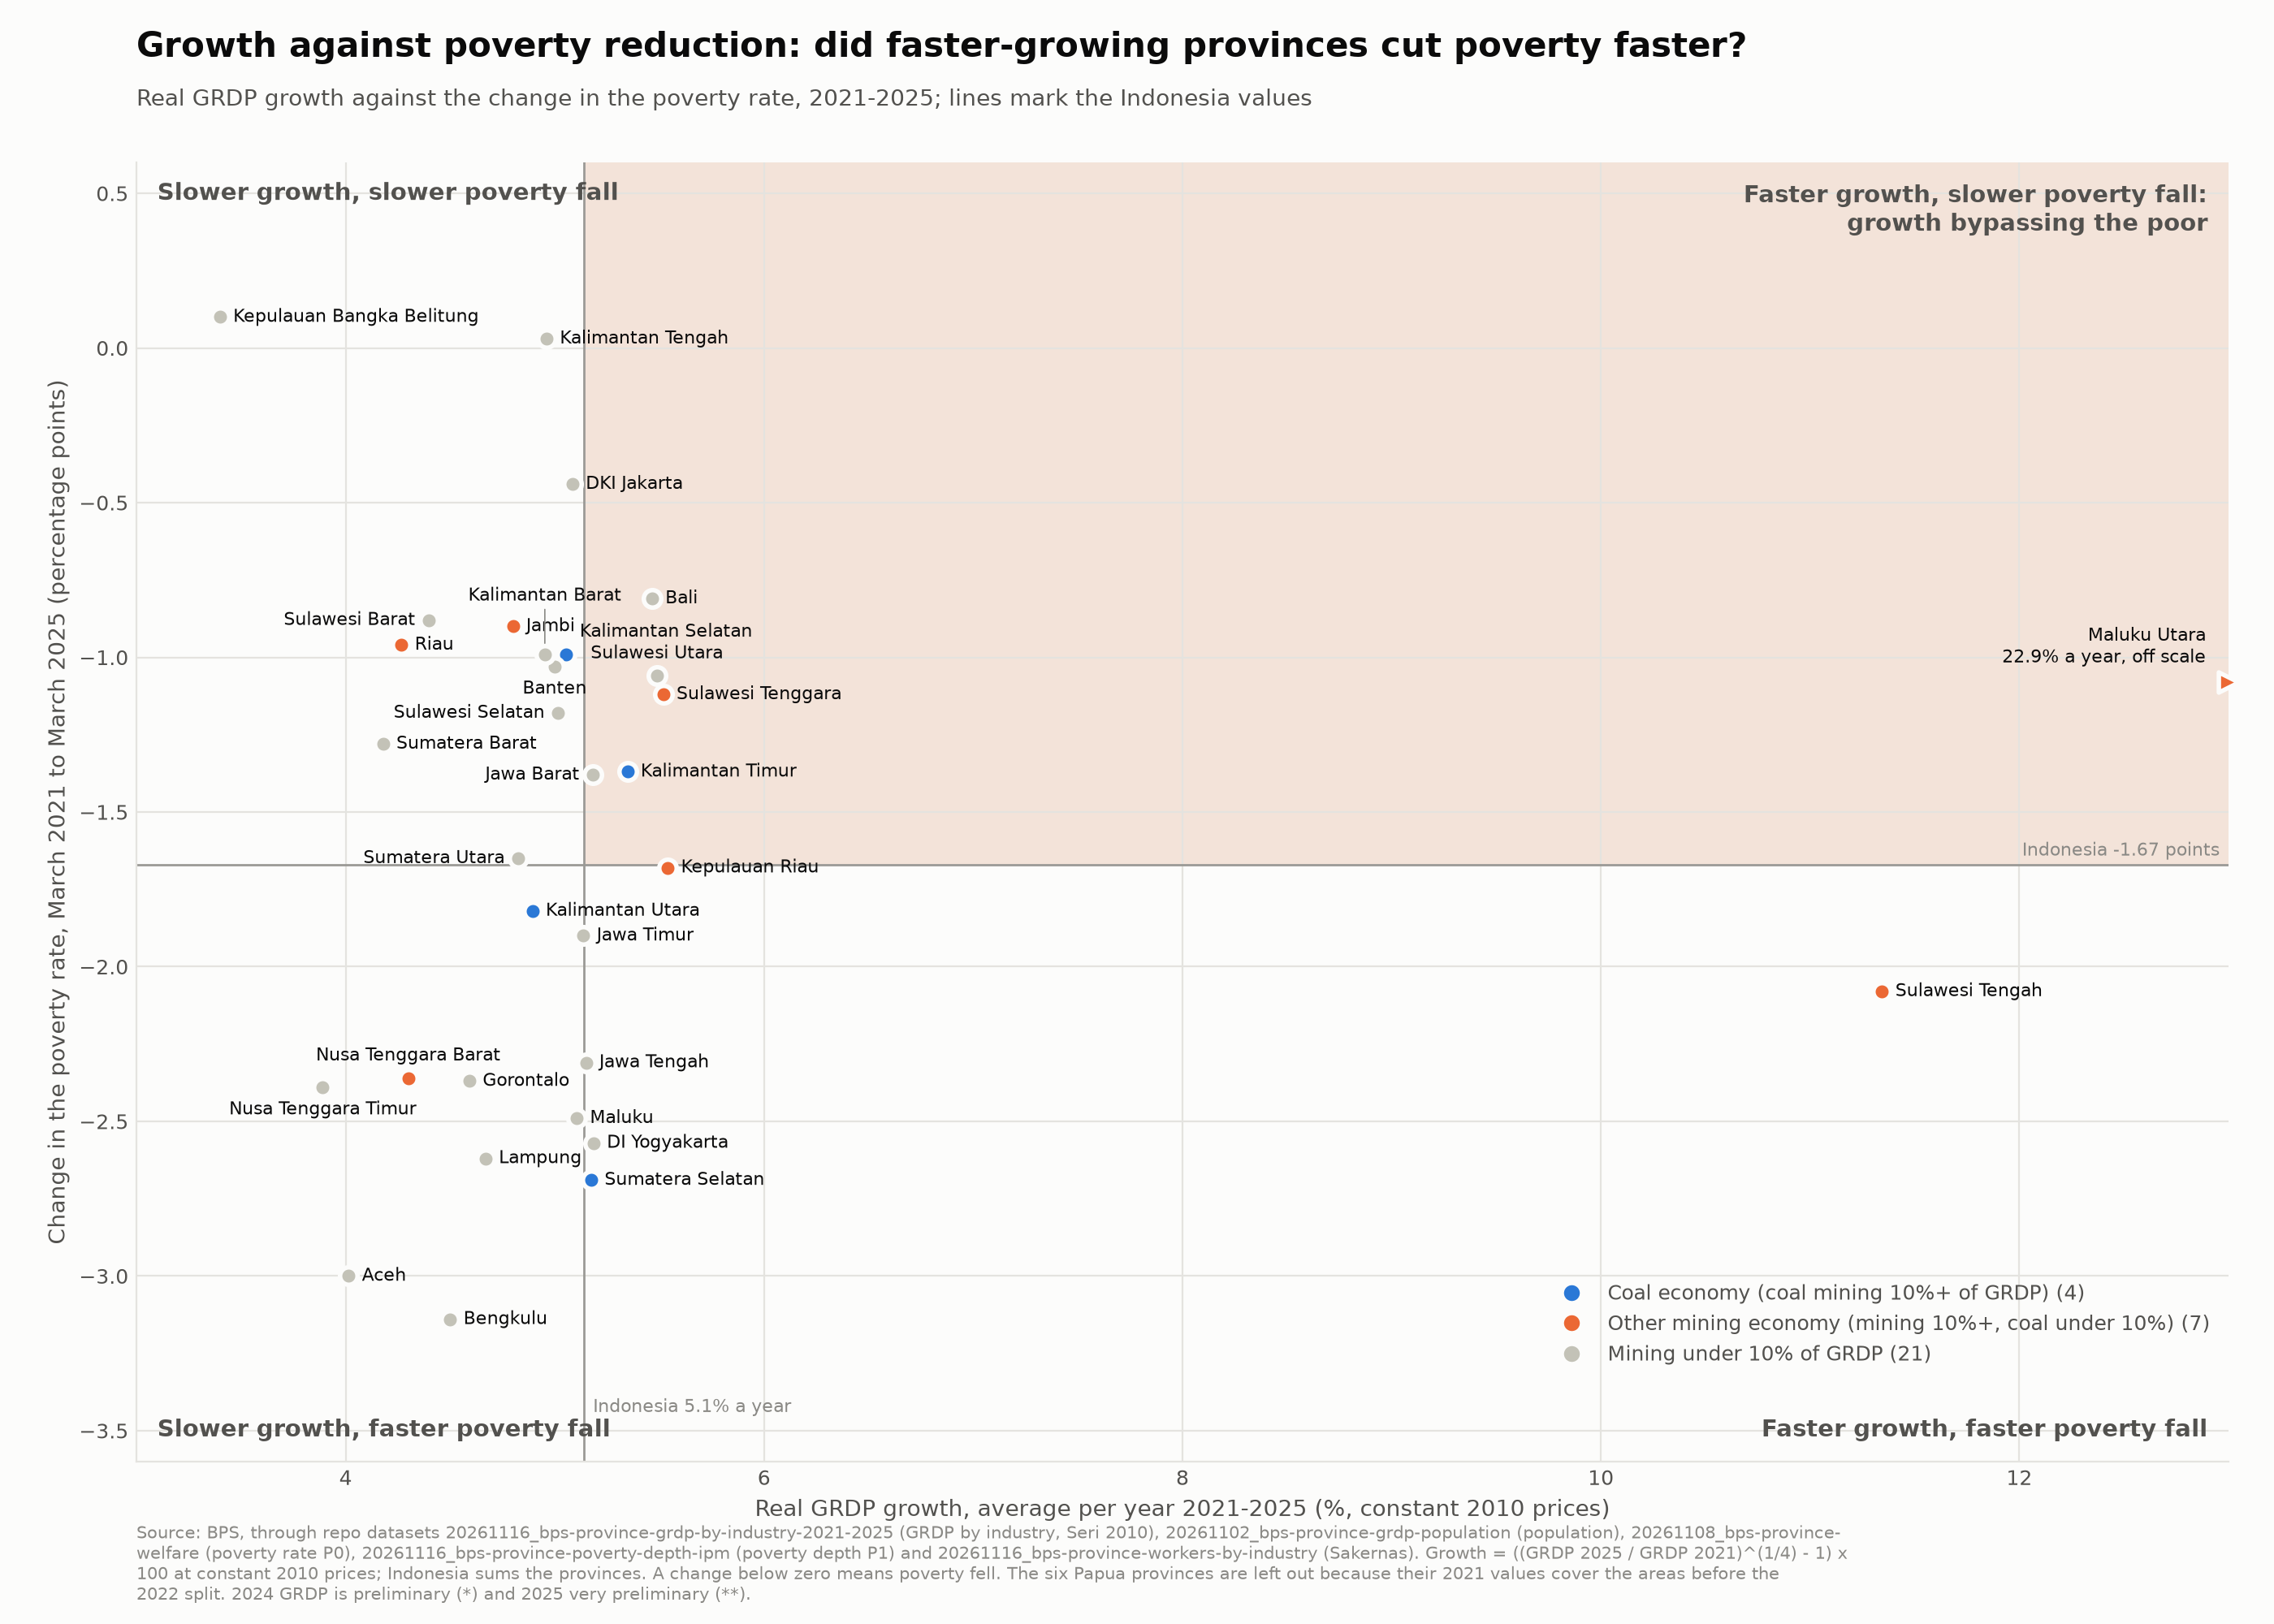 Growth against poverty reduction: did faster-growing provinces cut poverty faster?
Real GRDP growth against the change in the poverty rate, 2021-2025; lines mark the Indonesia values
Slower growth, slower poverty fall
Faster growth, slower poverty fall:
growth bypassing the poor
Change in the poverty rate, March 2021 to March 2025 (percentage points)
0.5
0.0
−0.5
−1.0
−1.5
−2.0
−2.5
−3.0
−3.5
Kepulauan Bangka Belitung
Kalimantan Tengah
DKI Jakarta
Kalimantan Barat
Bali
Sulawesi Barat
Jambi
Kalimantan Selatan
Riau
Sulawesi Utara
Maluku Utara
22.9% a year, off scale
Banten
Sulawesi Tenggara
Sulawesi Selatan
Sumatera Barat
Jawa Barat
Kalimantan Timur
Indonesia -1.67 points
Sumatera Utara
Kepulauan Riau
Kalimantan Utara
Jawa Timur
Sulawesi Tengah
Nusa Tenggara Barat
Jawa Tengah
Gorontalo
Nusa Tenggara Timur
Maluku
DI Yogyakarta
Lampung
Sumatera Selatan
Aceh
Bengkulu
Coal economy (coal mining 10%+ of GRDP) (4)
Other mining economy (mining 10%+, coal under 10%) (7)
Mining under 10% of GRDP (21)
Indonesia 5.1% a year
Slower growth, faster poverty fall
Faster growth, faster poverty fall
4
6
8
10
12
Real GRDP growth, average per year 2021-2025 (%, constant 2010 prices)
Source: BPS, through repo datasets 20261116_bps-province-grdp-by-industry-2021-2025 (GRDP by industry, Seri 2010), 20261102_bps-province-grdp-population (population), 20261108_bps-province-
welfare (poverty rate P0), 20261116_bps-province-poverty-depth-ipm (poverty depth P1) and 20261116_bps-province-workers-by-industry (Sakernas). Growth = ((GRDP 2025 / GRDP 2021)^(1/4) - 1) x
100 at constant 2010 prices; Indonesia sums the provinces. A change below zero means poverty fell. The six Papua provinces are left out because their 2021 values cover the areas before the
2022 split. 2024 GRDP is preliminary (*) and 2025 very preliminary (**).